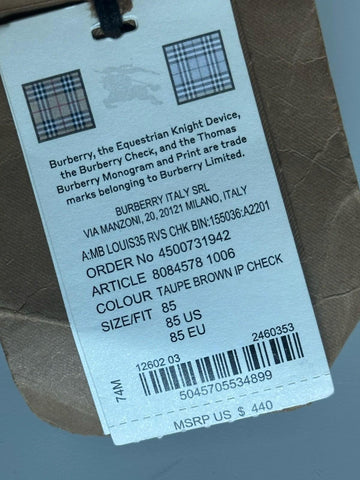 Burberry, the Equestrian Knight Device,
the Burberry Check, and the Thomas
Burberry Monogram and Print are trade
marks belonging to Burberry Limited.
BURBERRY ITALY SRL
VIA MANZONI, 20, 20121 MILANO, ITALY
A:MB LOUIS35 RVS CHK BIN:155036:A2201
ORDER No 4500731942
ARTICLE 8084578 1006
COLOUR TAUPE BROWN IP CHECK
SIZE/FIT 85
85 US
85 EU
12602 03 2460353
74M
5045705534899
MSRP US $ 440